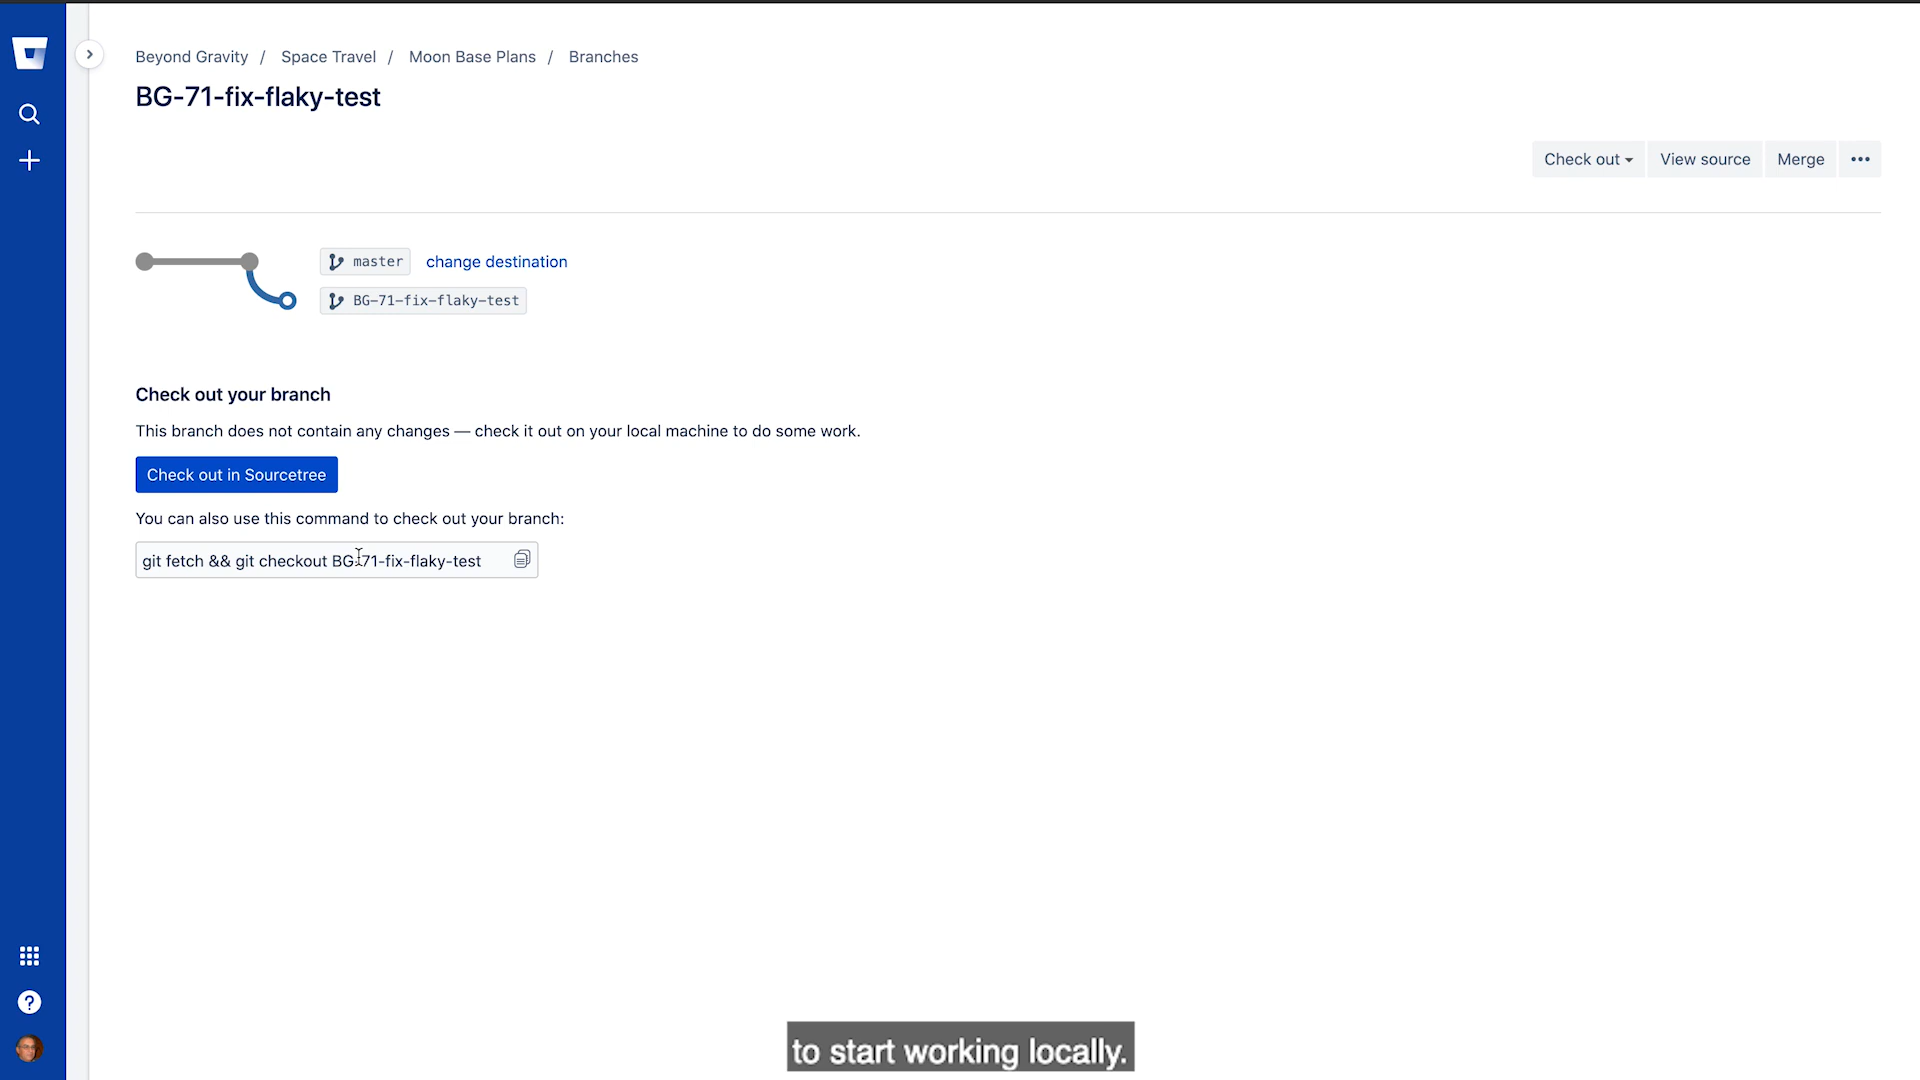 Beyond Gravity / Space Travel / Moon Base Plans / Branches
BG-71-fix-flaky-test
Check out View source Merge
master change destination
BG-71-fix-flaky-test
Check out your branch
This branch does not contain any changes — check it out on your local machine to do some work.
Check out in Sourcetree
You can also use this command to check out your branch:
git fetch && git checkout BG-71-fix-flaky-test
to start working locally.